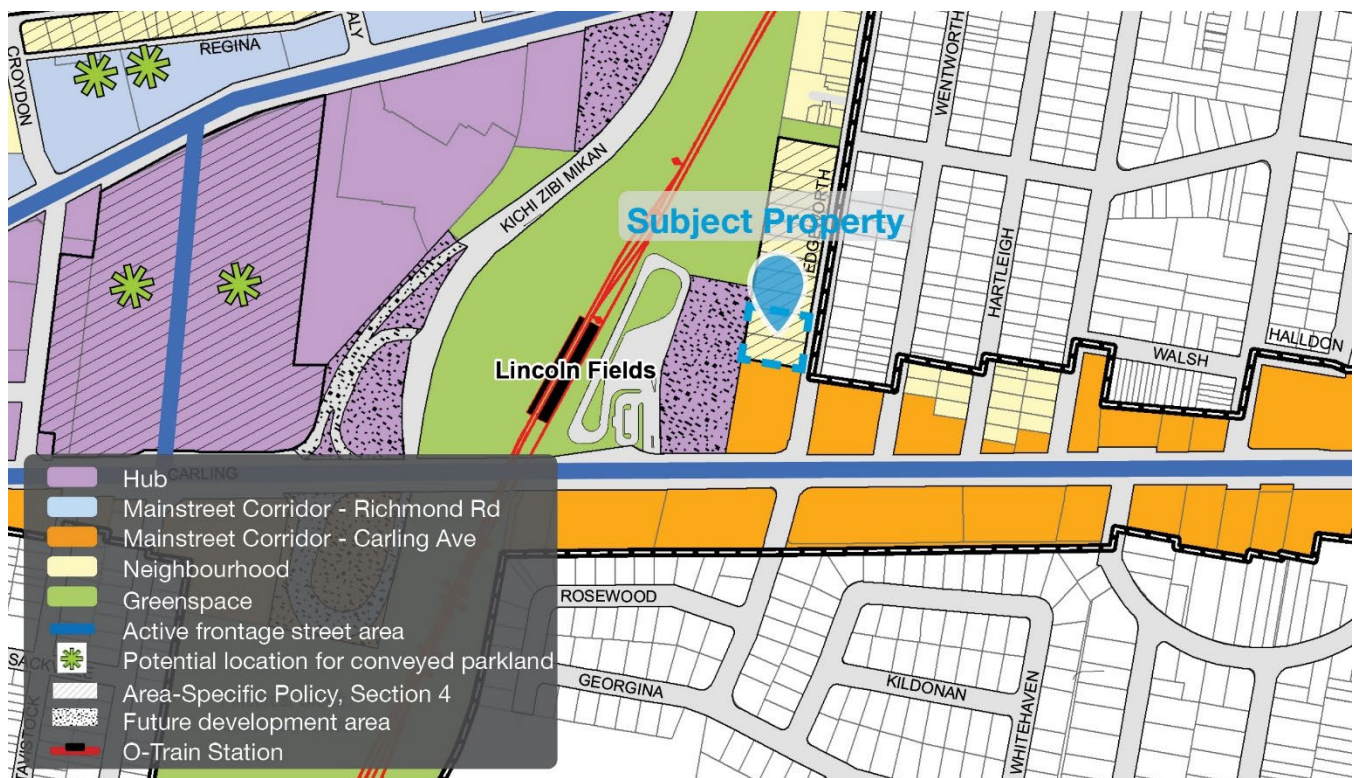 CROYDON
REGINA
ALY
WENTWORTH
KICHI ZIBI MIKAN
Subject Property
HARTLEIGH
WALSH
HALLDON
Lincoln Fields
CARLING
Hub
Mainstreet Corridor - Richmond Rd
Mainstreet Corridor - Carling Ave
Neighbourhood
Greenspace
Active frontage street area
Potential location for conveyed parkland
Area-Specific Policy, Section 4
Future development area
O-Train Station
ROSEWOOD
GEORGINA
KILDONAN
WHITEHAVEN
TAVISTOCK